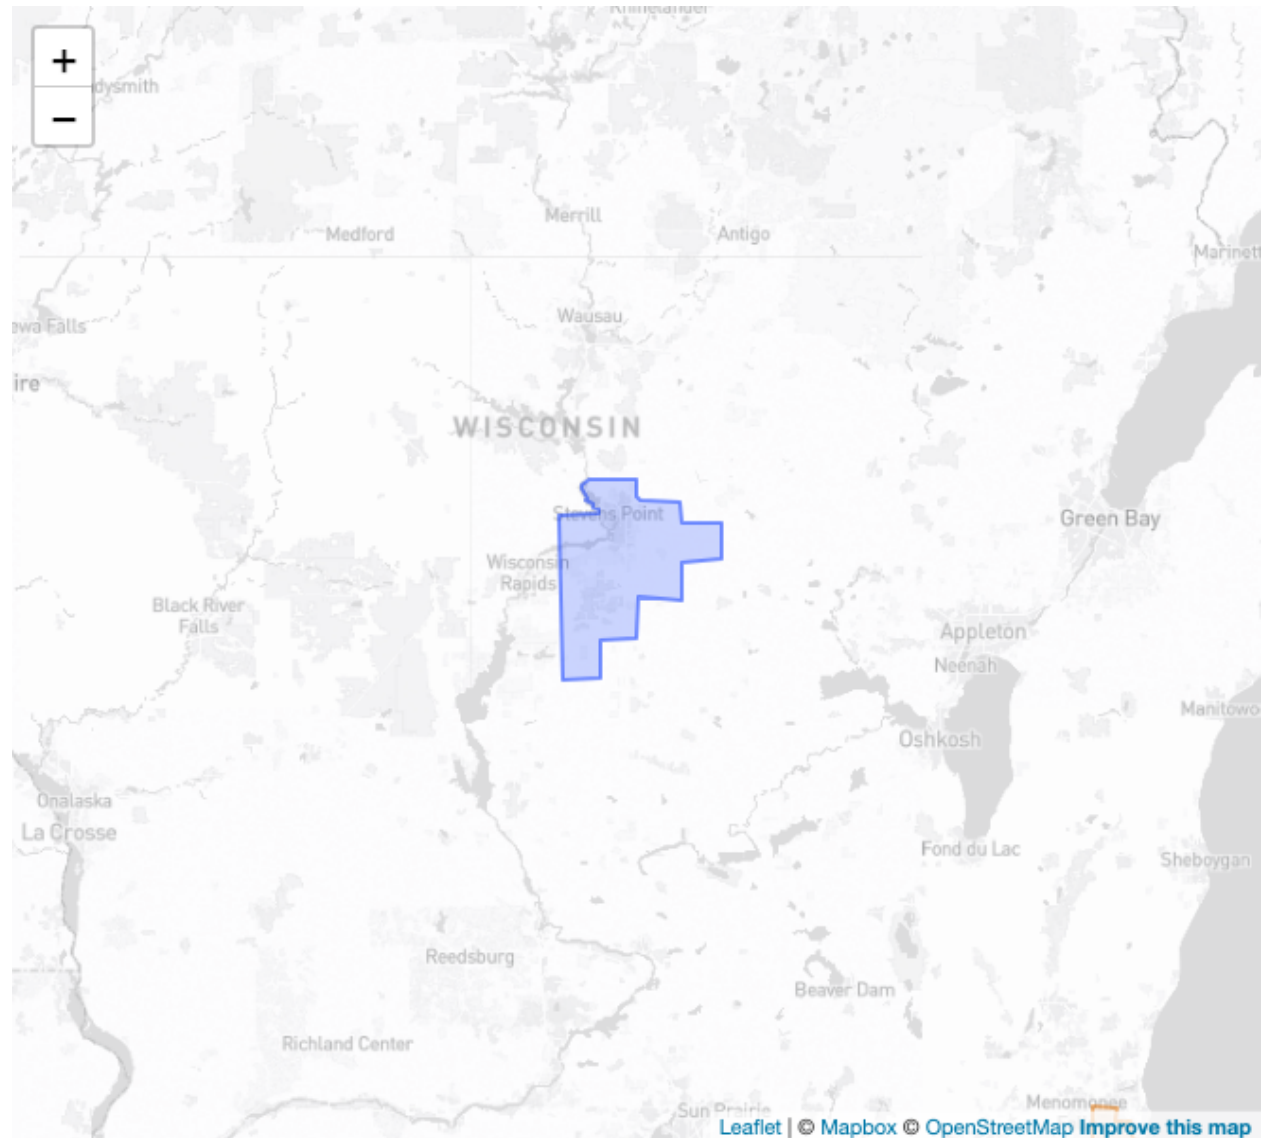 Rhinelander
+
dysmith
−
Merrill
Medford
Antigo
Marinett
Wausau
ewa Falls
ire
WISCONSIN
Stevens Point
Green Bay
Wisconsin
Rapids
Black River
Falls
Appleton
Neenah
Manitowo
Oshkosh
Onalaska
La Crosse
Fond du Lac
Sheboygan
Reedsburg
Beaver Dam
Richland Center
Menomonee
Sun Prairie
Leaflet | © Mapbox © OpenStreetMap Improve this map